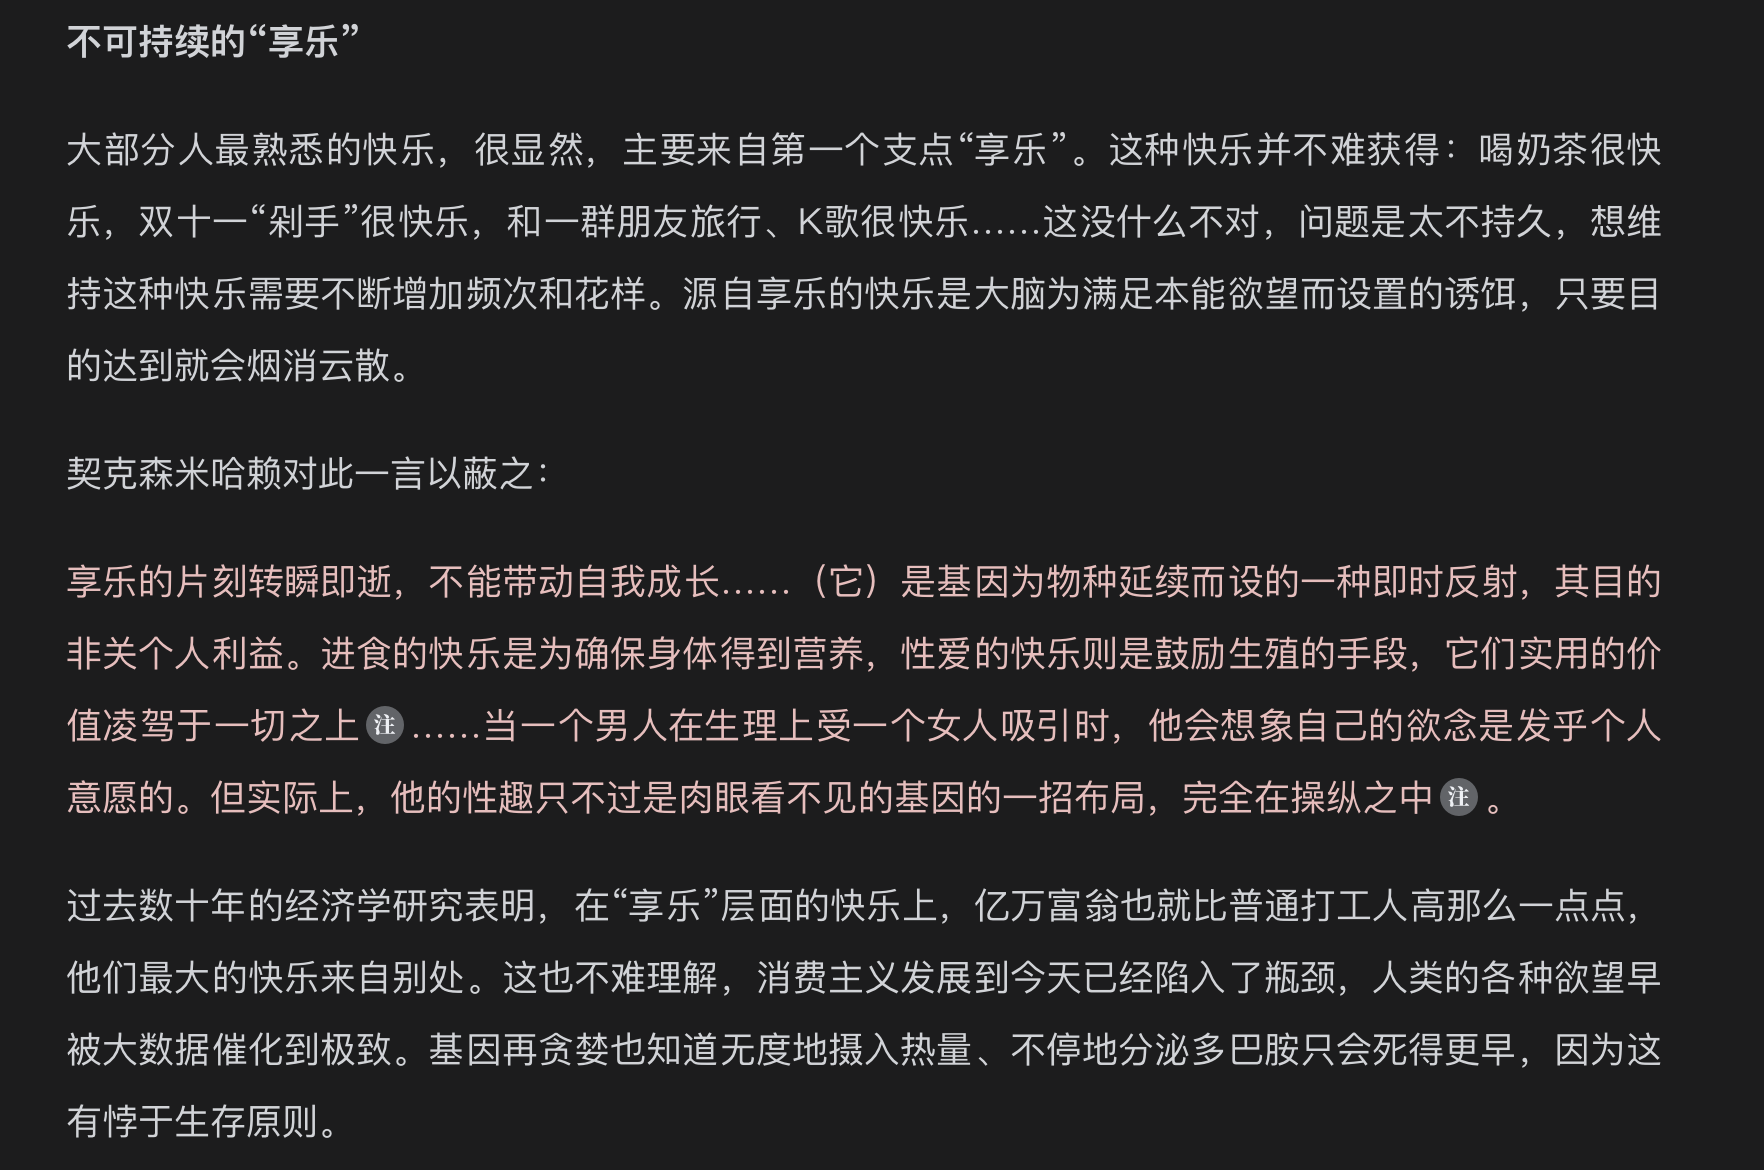 不可持续的“享乐”
大部分人最熟悉的快乐，很显然，主要来自第一个支点“享乐”。这种快乐并不难获得：喝奶茶很快
乐，双十一“剁手”很快乐，和一群朋友旅行、K歌很快乐……这没什么不对，问题是太不持久，想维
持这种快乐需要不断增加频次和花样。源自享乐的快乐是大脑为满足本能欲望而设置的诱饵，只要目
的达到就会烟消云散。
契克森米哈赖对此一言以蔽之：
享乐的片刻转瞬即逝，不能带动自我成长……（它）是基因为物种延续而设的一种即时反射，其目的
非关个人利益。进食的快乐是为确保身体得到营养，性爱的快乐则是鼓励生殖的手段，它们实用的价
值凌驾于一切之上注……当一个男人在生理上受一个女人吸引时，他会想象自己的欲念是发乎个人
意愿的。但实际上，他的性趣只不过是肉眼看不见的基因的一招布局，完全在操纵之中注。
过去数十年的经济学研究表明，在“享乐”层面的快乐上，亿万富翁也就比普通打工人高那么一点点，
他们最大的快乐来自别处。这也不难理解，消费主义发展到今天已经陷入了瓶颈，人类的各种欲望早
被大数据催化到极致。基因再贪婪也知道无度地摄入热量、不停地分泌多巴胺只会死得更早，因为这
有悖于生存原则。